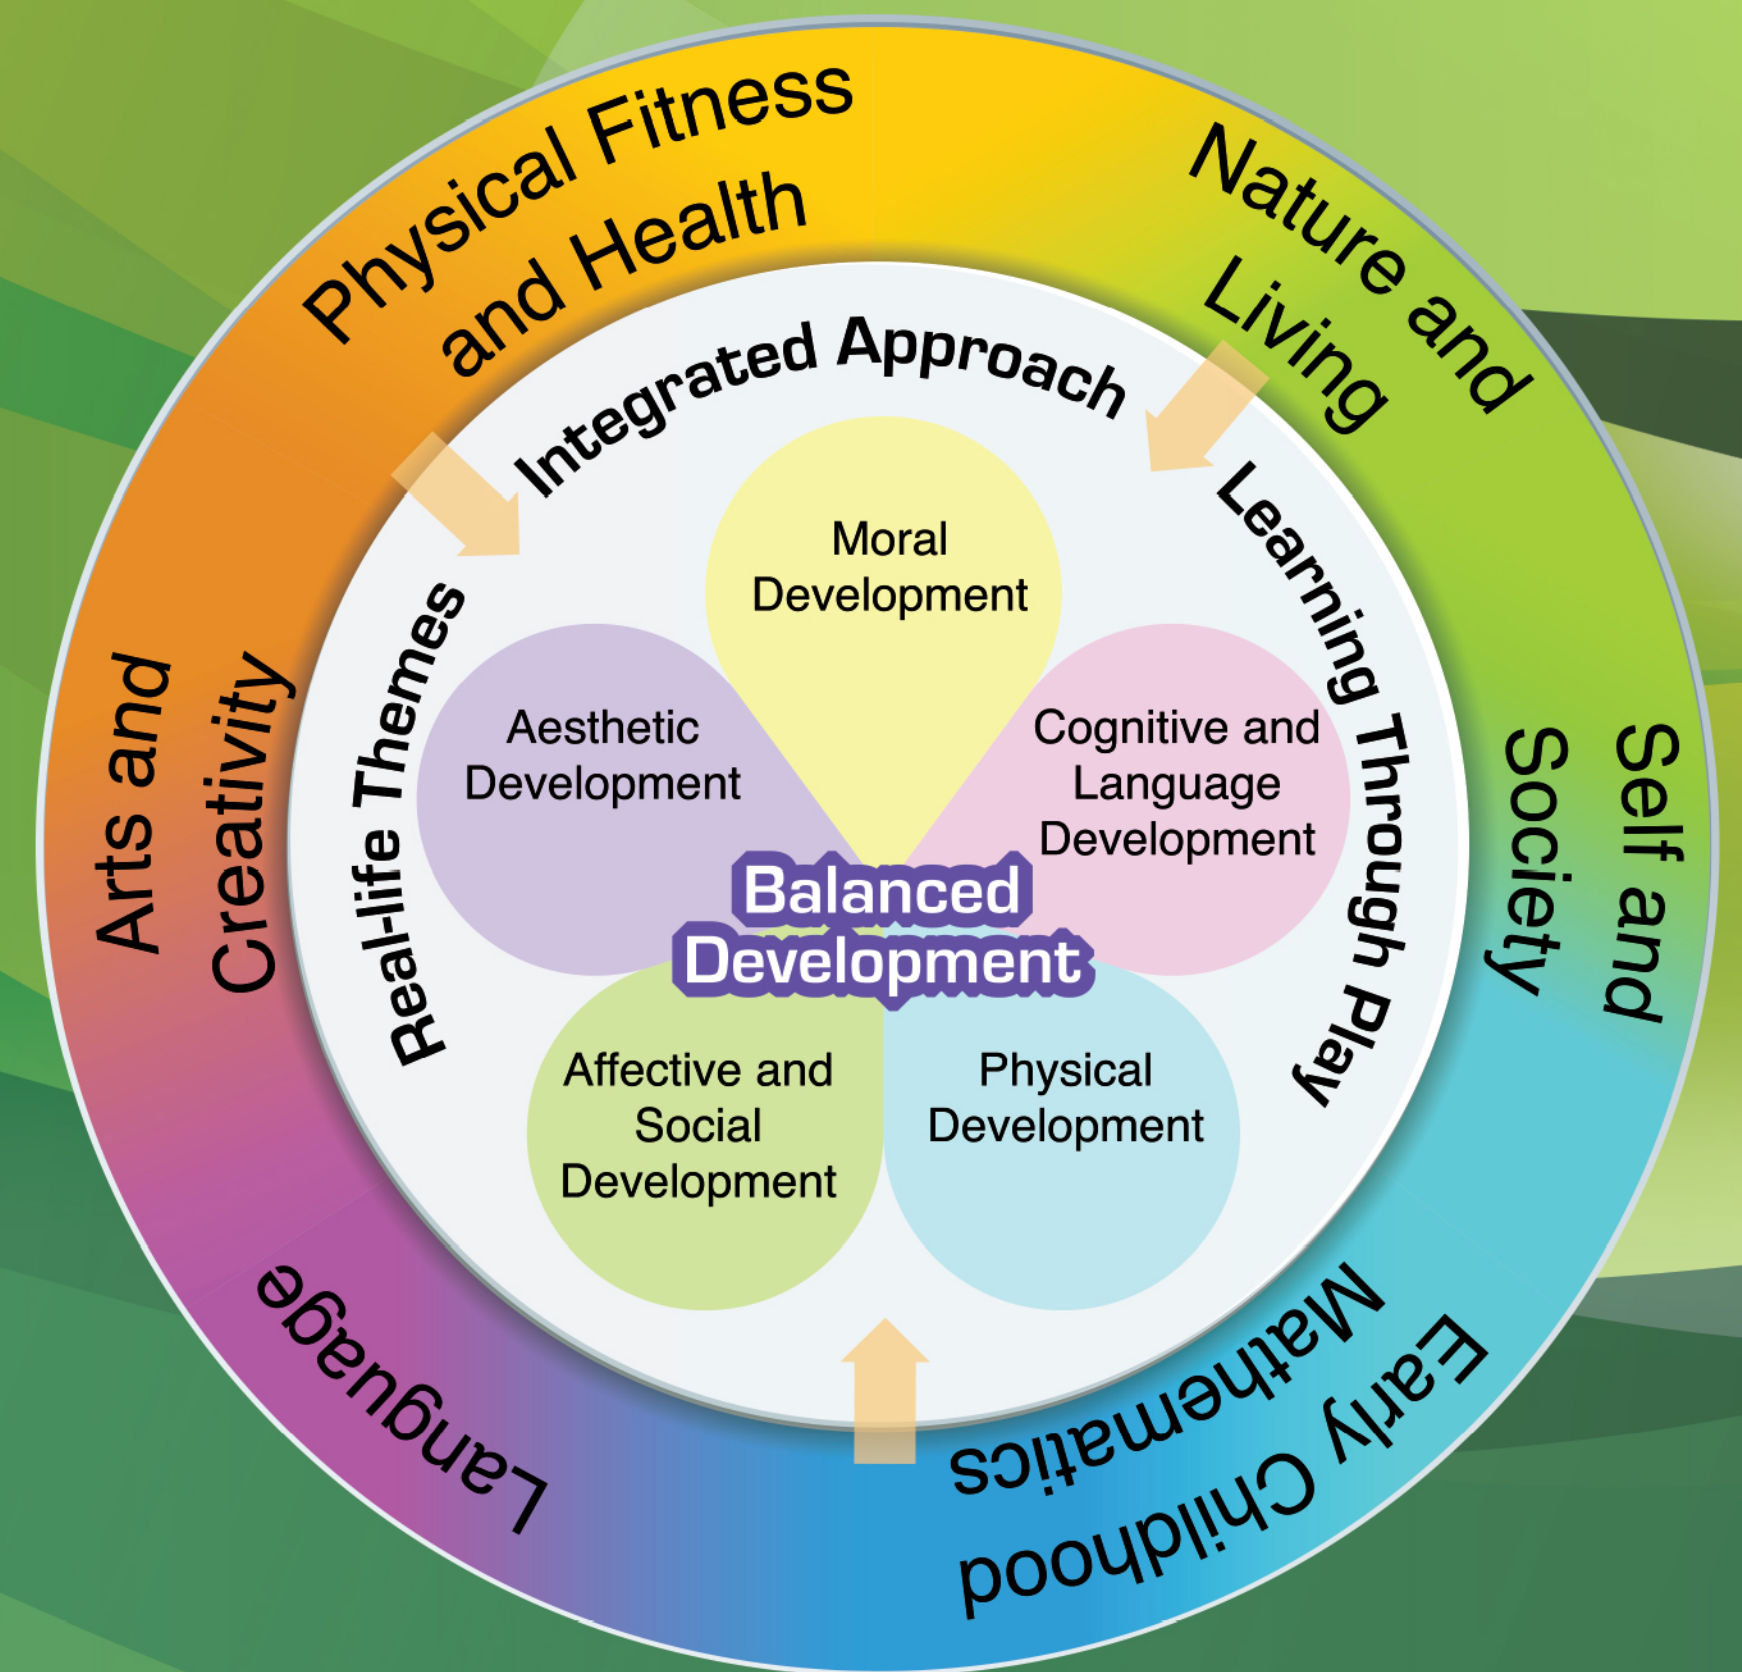 Physical Fitness
and Health
Nature and
Living
Self and
Society
Early Childhood
Mathematics
Language
Arts and
Creativity
Integrated Approach
Learning Through Play
Real-life Themes
Moral
Development
Cognitive and
Language
Development
Physical
Development
Affective and
Social
Development
Aesthetic
Development
Balanced
Development